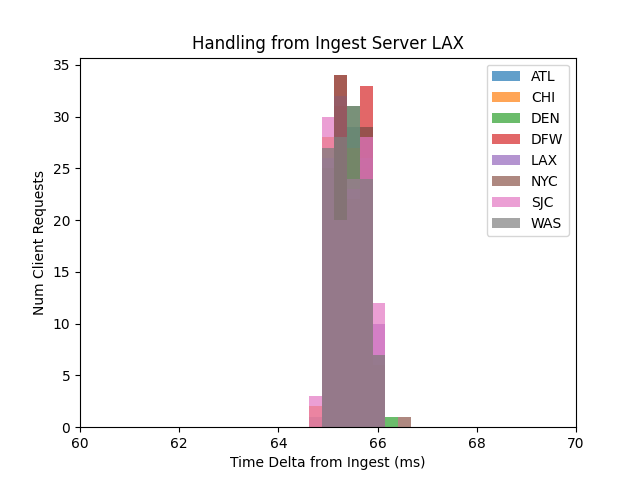 Handling from Ingest Server LAX
35
30
25
20
15
10
5
0
Num Client Requests
60 62 64 66 68 70
Time Delta from Ingest (ms)
ATL
CHI
DEN
DFW
LAX
NYC
SJC
WAS